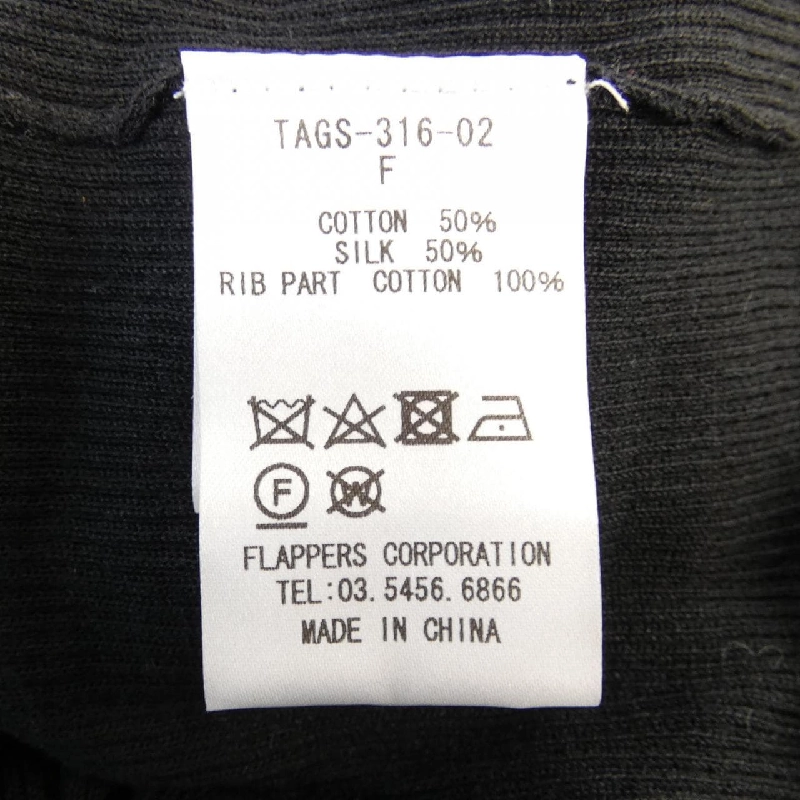 TAGS-316-02
F
COTTON 50%
SILK 50%
RIB PART COTTON 100%
F W
FLAPPERS CORPORATION
TEL:03.5456.6866
MADE IN CHINA